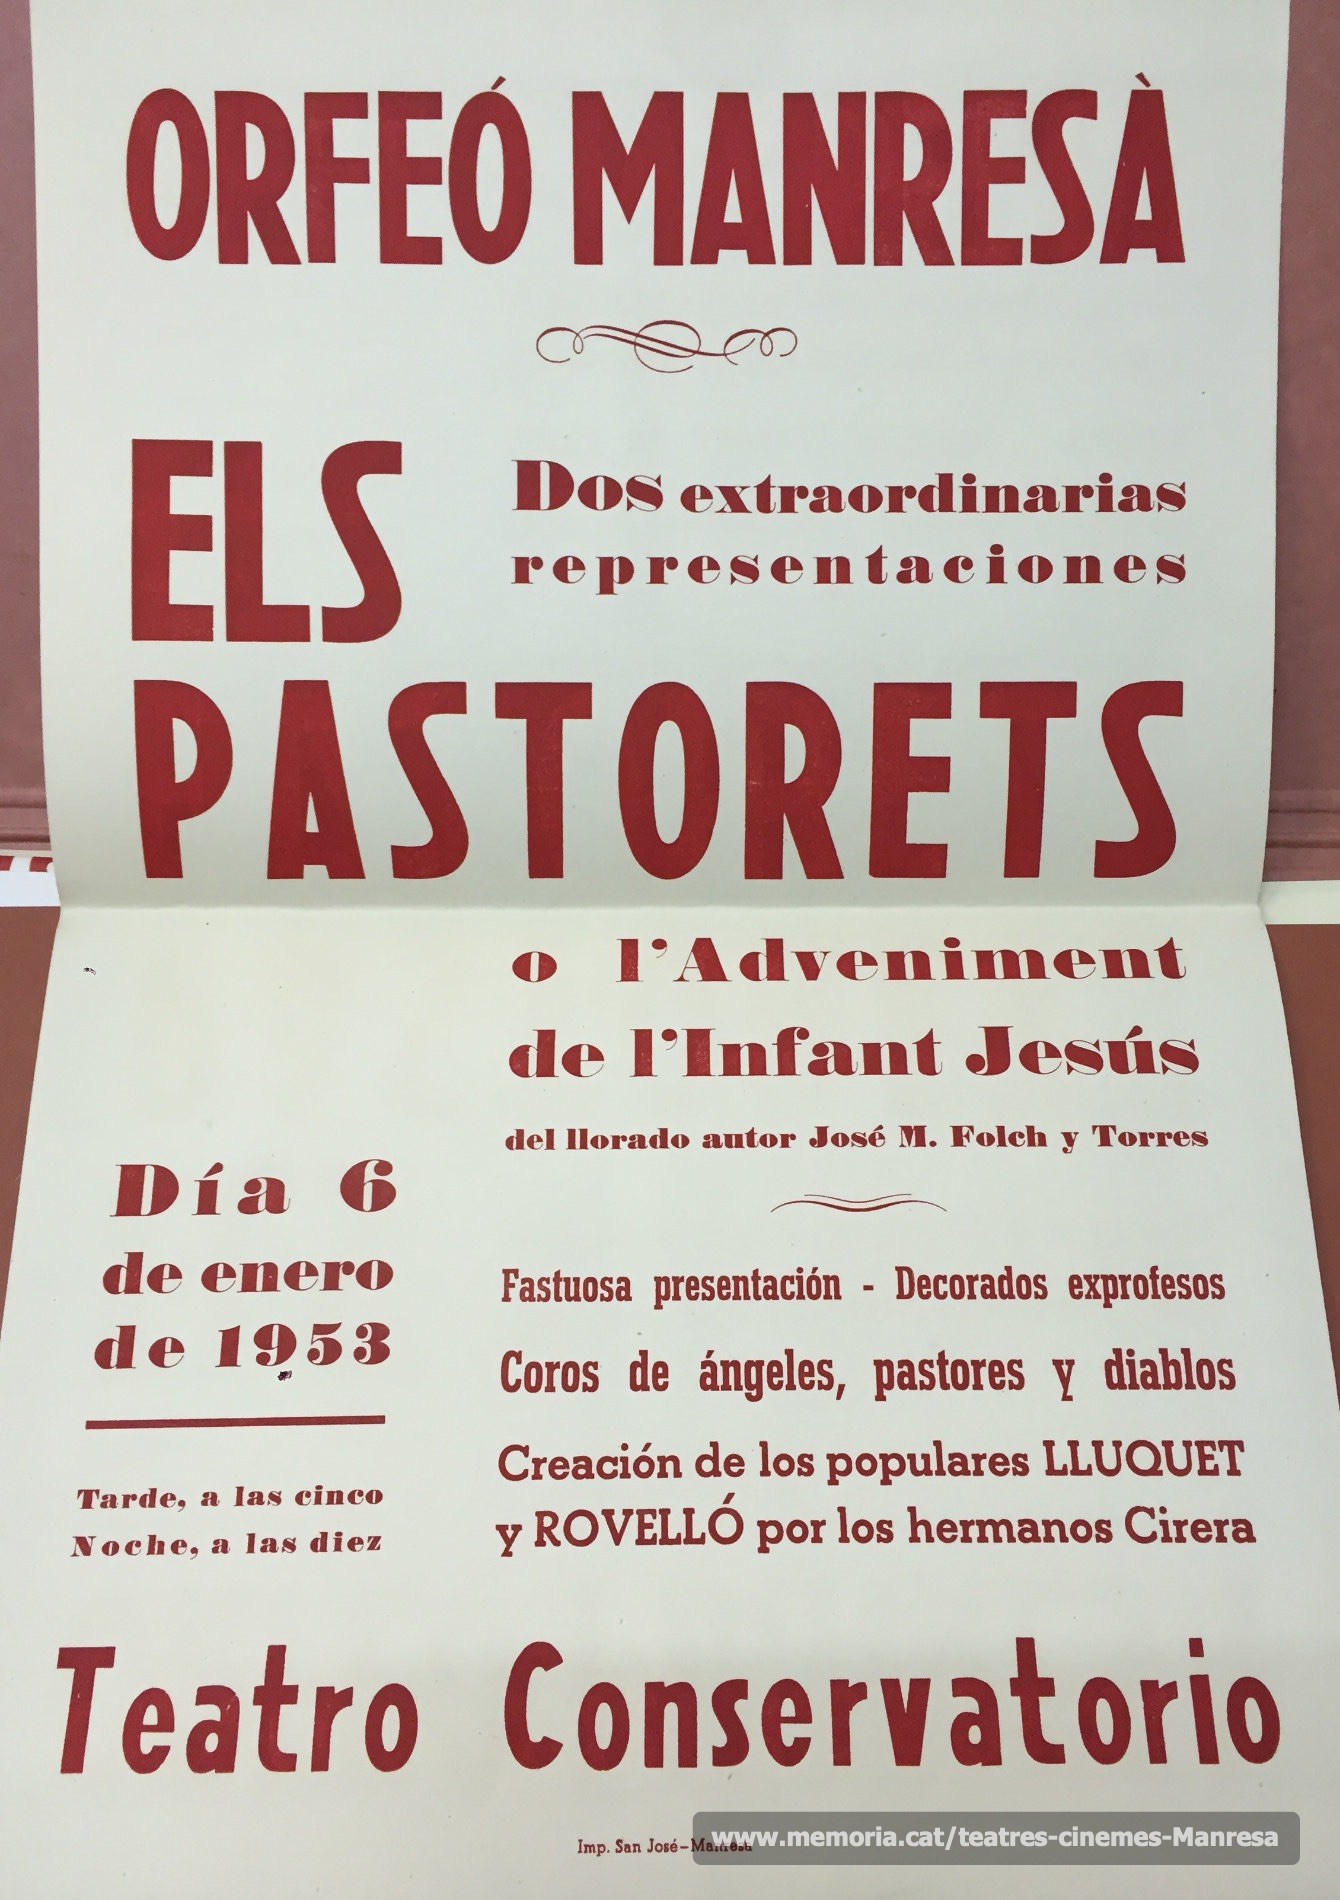 ORFEÓ MANRESÀ
ELS
Dos extraordinarias
representaciones
PASTORETS
o l'Adveniment
de l'Infant Jesús
del llorado autor José M. Folch y Torres
Día 6
de enero
de 1953
Tarde, a las cinco
Noche, a las diez
Fastuosa presentación - Decorados exprofesos
Coros de ángeles, pastores y diablos
Creación de los populares LLUQUET
y ROVELLÓ por los hermanos Cirera
Teatro Conservatorio
Imp. San José-Manresa
www.memoria.cat/teatres-cinemes-Manresa